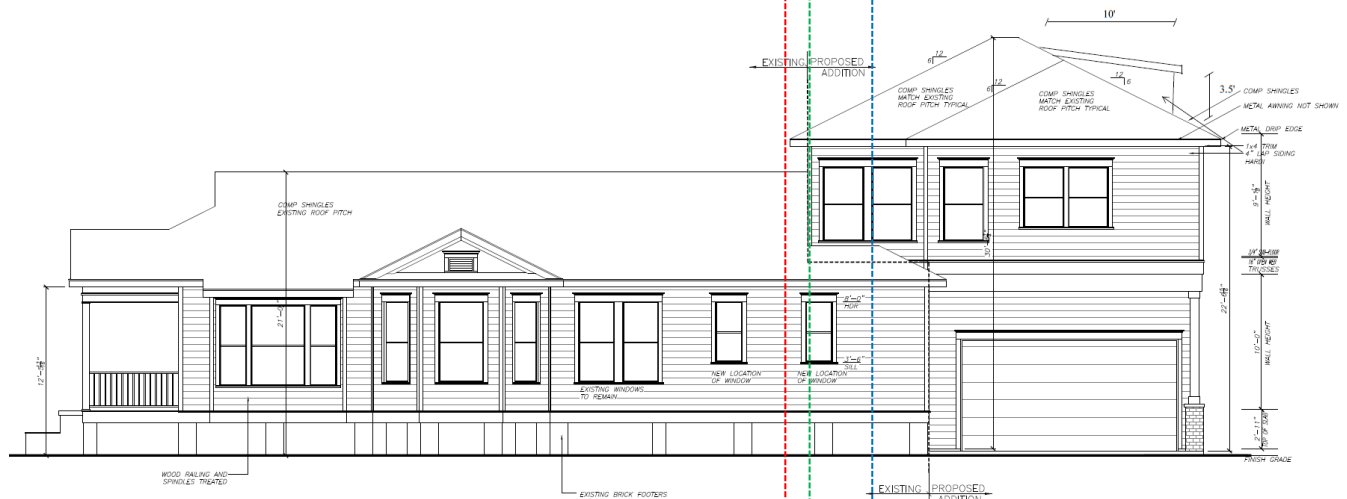 10'
EXISTING PROPOSED
ADDITION
12
6
12
6
12
6
COMP SHINGLES
MATCH EXISTING
ROOF PITCH TYPICAL
COMP SHINGLES
MATCH EXISTING
ROOF PITCH TYPICAL
3.5'
COMP SHINGLES
METAL AWNING NOT SHOWN
METAL DRIP EDGE
1x4 TRIM
4" LAP SIDING
HARDI
WALL HEIGHT
TRUSSES
COMP SHINGLES
EXISTING ROOF PITCH
8'-0"
HDR
3'-6"
SILL
10'-0"
WALL HEIGHT
NEW LOCATION
OF WINDOW
NEW LOCATION
OF WINDOW
EXISTING WINDOWS
TO REMAIN
2'-11"
TOP OF SLAB
FINISH GRADE
WOOD RAILING AND
SPINDLES TREATED
EXISTING BRICK FOOTERS
EXISTING PROPOSED
ADDITION